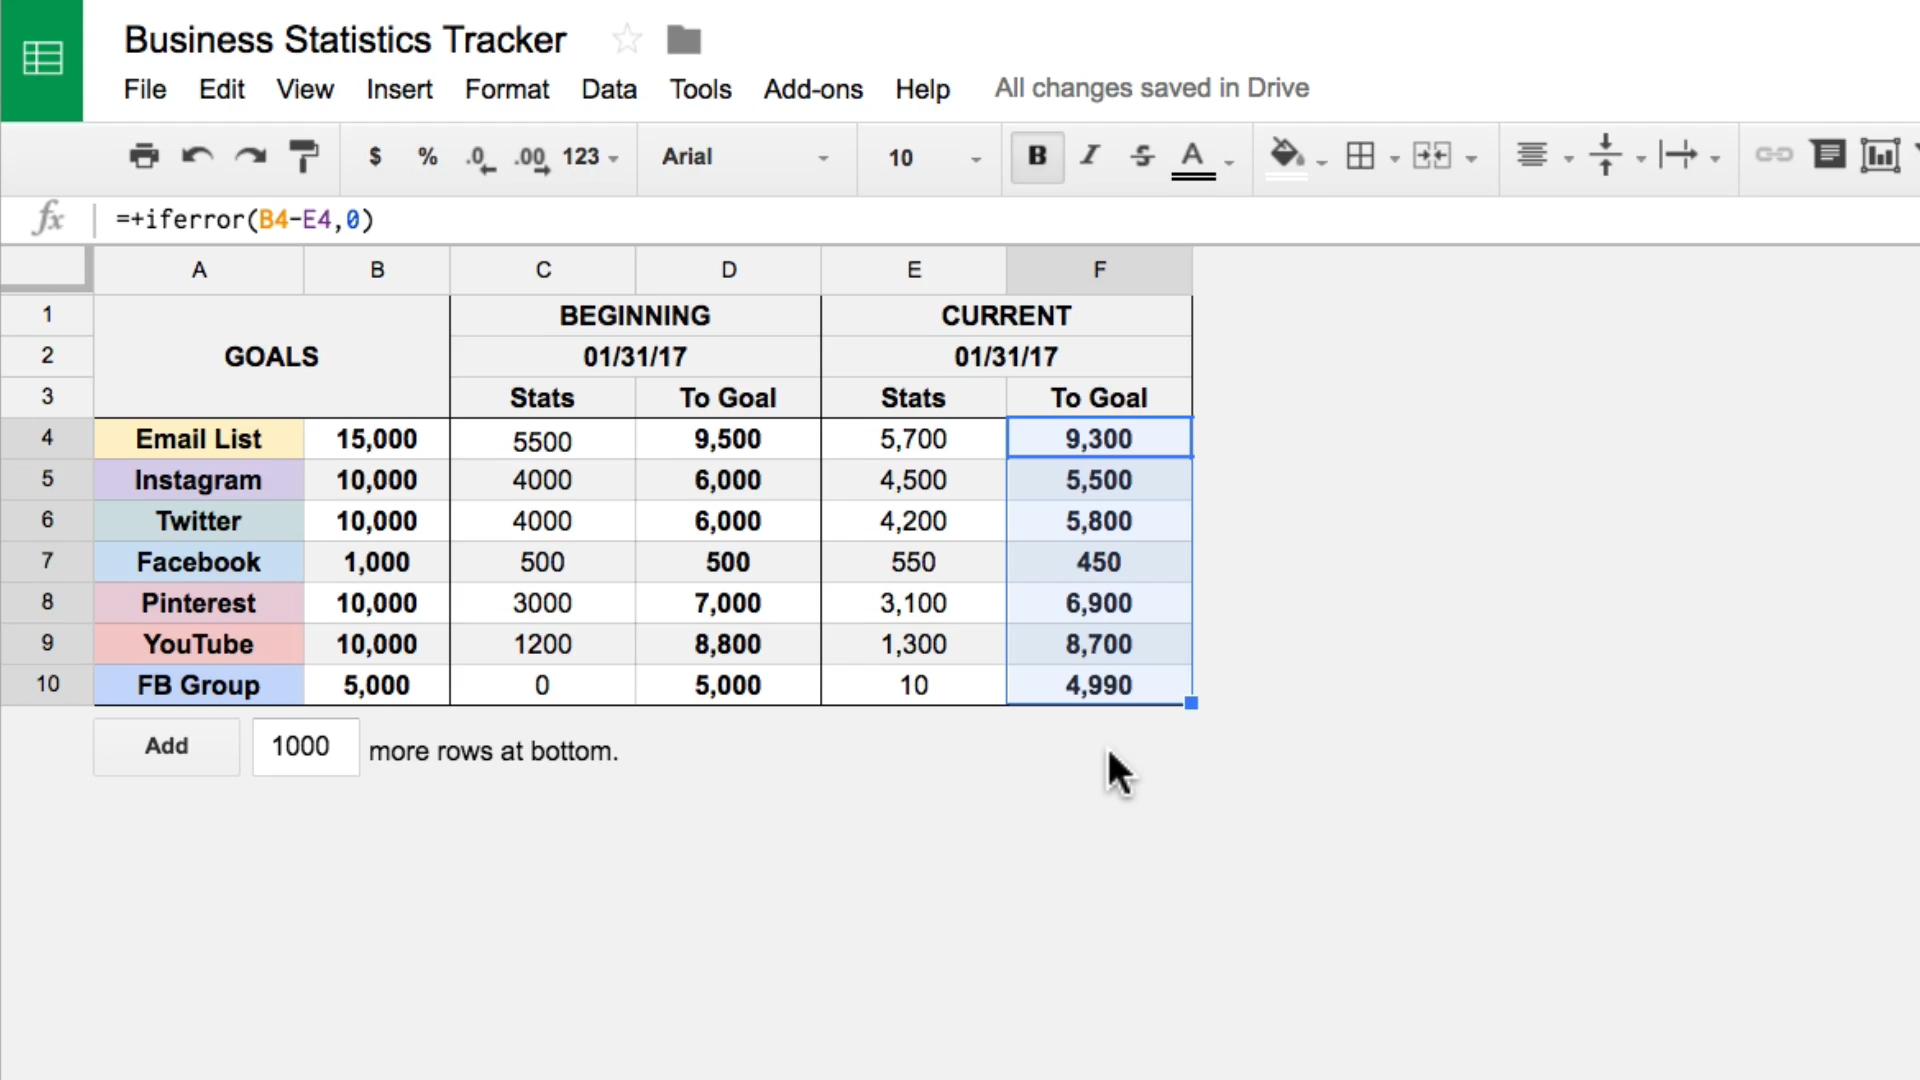 Business Statistics Tracker
File Edit View Insert Format Data Tools Add-ons Help All changes saved in Drive
$ % .0 .00 123 Arial 10 B I S A
fx =+iferror(B4-E4,0)
A B C D E F
1 BEGINNING CURRENT
2 GOALS 01/31/17 01/31/17
3 Stats To Goal Stats To Goal
4 Email List 15,000 5500 9,500 5,700 9,300
5 Instagram 10,000 4000 6,000 4,500 5,500
6 Twitter 10,000 4000 6,000 4,200 5,800
7 Facebook 1,000 500 500 550 450
8 Pinterest 10,000 3000 7,000 3,100 6,900
9 YouTube 10,000 1200 8,800 1,300 8,700
10 FB Group 5,000 0 5,000 10 4,990
Add 1000 more rows at bottom.